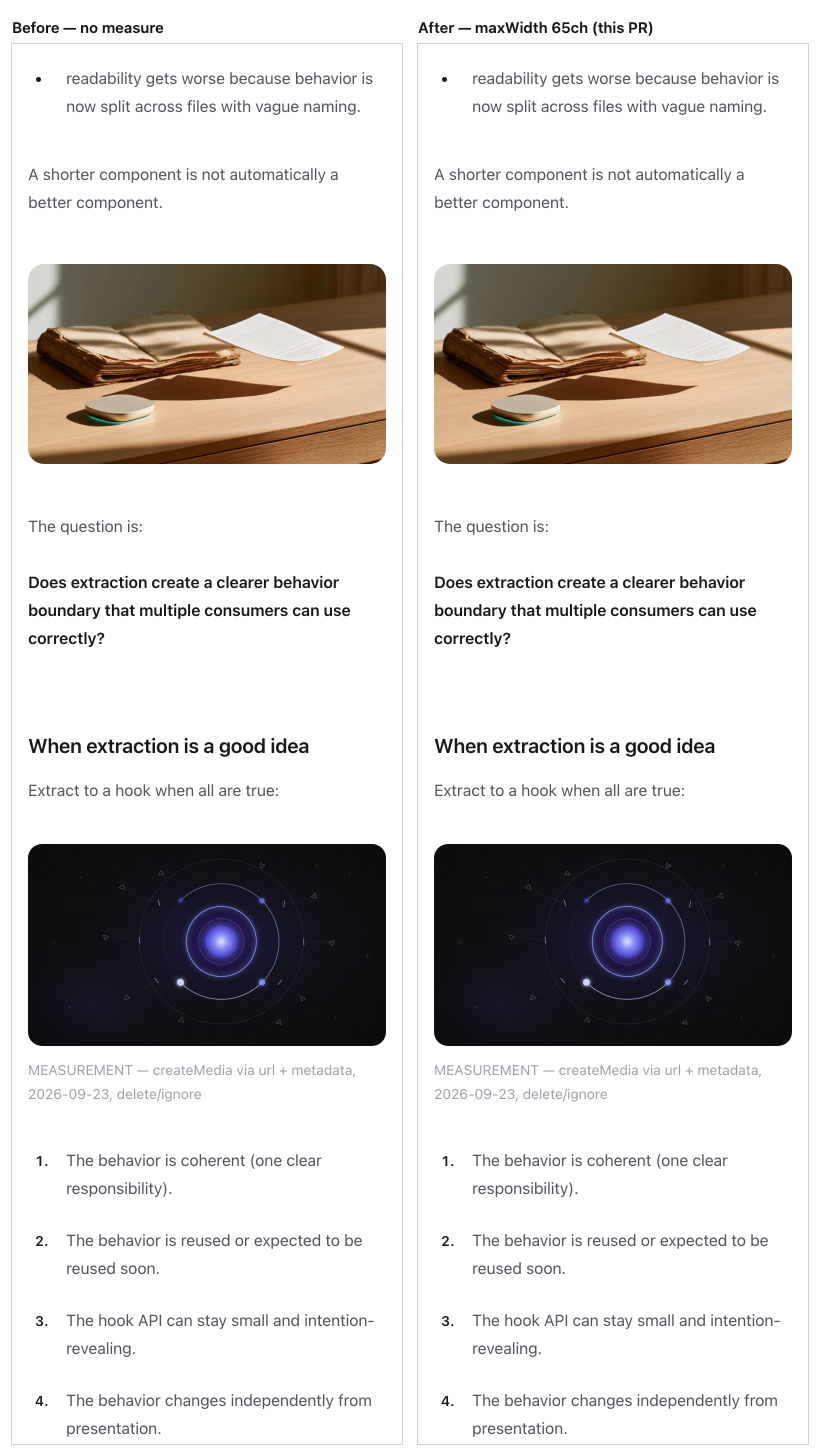 Before — no measure
• readability gets worse because behavior is
now split across files with vague naming.
A shorter component is not automatically a
better component.
The question is:
Does extraction create a clearer behavior
boundary that multiple consumers can use
correctly?
When extraction is a good idea
Extract to a hook when all are true:
MEASUREMENT — createMedia via url + metadata,
2026-09-23, delete/ignore
1. The behavior is coherent (one clear
responsibility).
2. The behavior is reused or expected to be
reused soon.
3. The hook API can stay small and intention-
revealing.
4. The behavior changes independently from
presentation.
After — maxWidth 65ch (this PR)
• readability gets worse because behavior is
now split across files with vague naming.
A shorter component is not automatically a
better component.
The question is:
Does extraction create a clearer behavior
boundary that multiple consumers can use
correctly?
When extraction is a good idea
Extract to a hook when all are true:
MEASUREMENT — createMedia via url + metadata,
2026-09-23, delete/ignore
1. The behavior is coherent (one clear
responsibility).
2. The behavior is reused or expected to be
reused soon.
3. The hook API can stay small and intention-
revealing.
4. The behavior changes independently from
presentation.